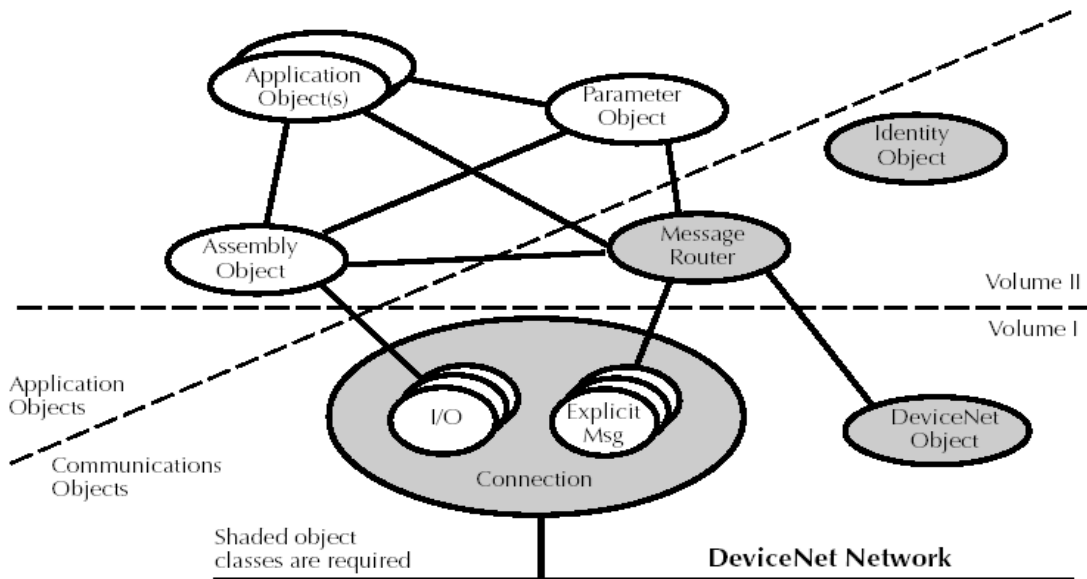 Application
Object(s)
Parameter
Object
Identity
Object
Assembly
Object
Message
Router
Volume II
Volume I
Application
Objects
I/O
Explicit
Msg
DeviceNet
Object
Communications
Objects
Connection
Shaded object
classes are required
DeviceNet Network